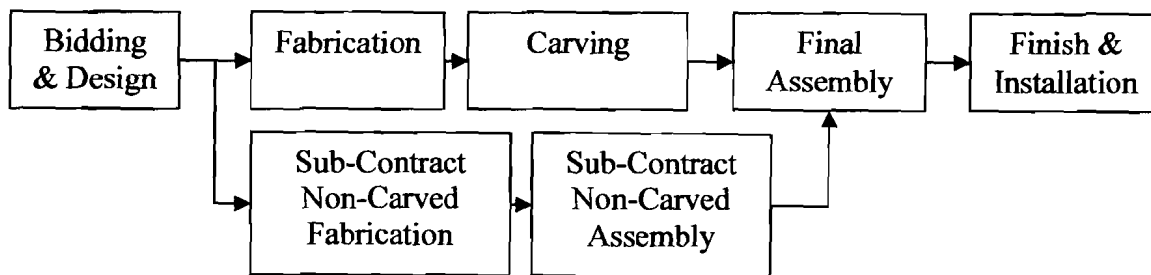 Bidding
& Design
Fabrication
Carving
Final
Assembly
Finish &
Installation
Sub-Contract
Non-Carved
Fabrication
Sub-Contract
Non-Carved
Assembly